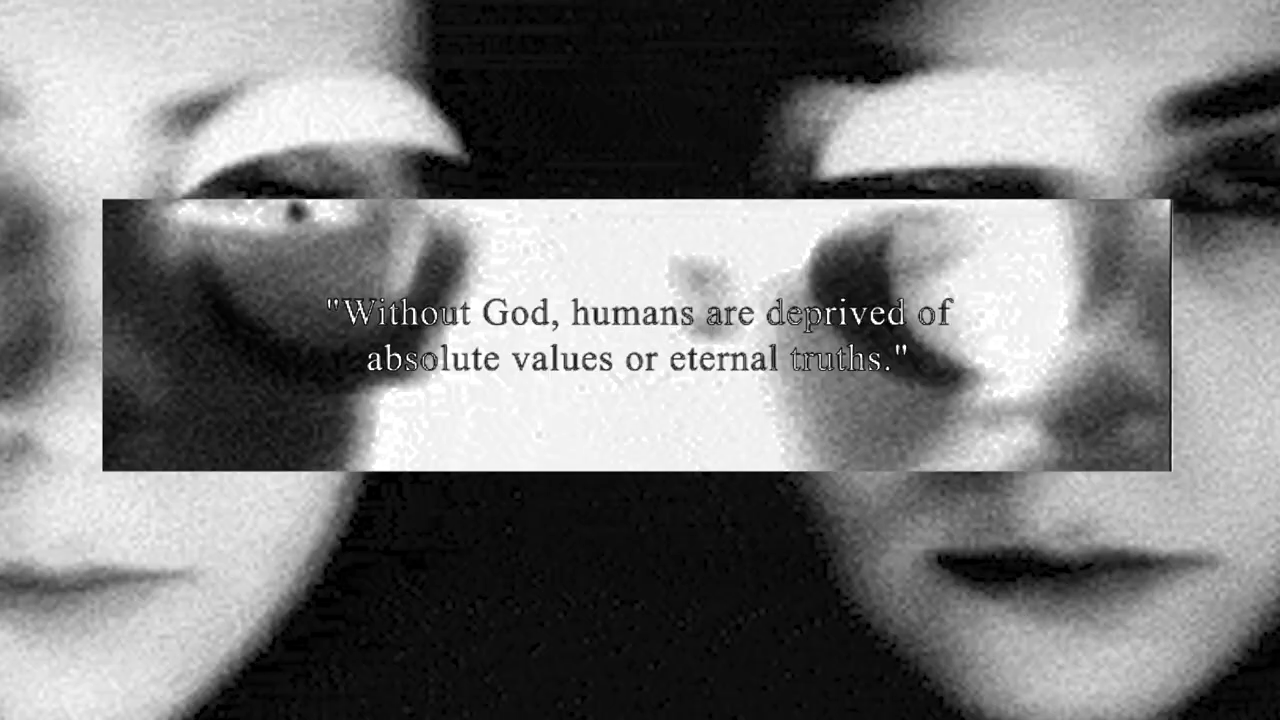 "Without God, humans are deprived of
absolute values or eternal truths."